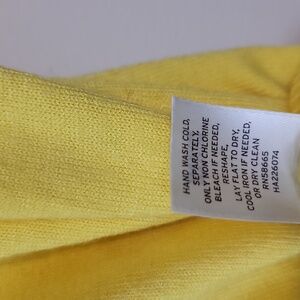 HAND WASH COLD,
SEPARATELY,
ONLY NON CHLORINE
BLEACH IF NEEDED,
RESHAPE,
LAY FLAT TO DRY,
COOL IRON IF NEEDED,
OR DRY CLEAN
RN58665
HA226D74